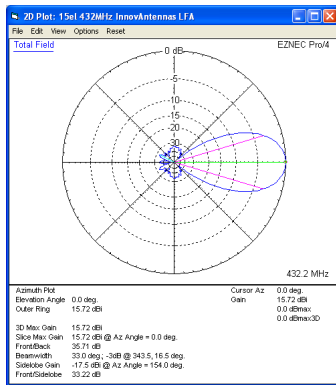 2D Plot: 15el 432MHz InnovAntennas LFA
File Edit View Options Reset
Total Field
EZNEC Pro/4
0 dB
-5
-10
-15
-20
-30
432.2 MHz
Azimuth Plot
Elevation Angle 0.0 deg.
Outer Ring 15.72 dBi
Cursor Az 0.0 deg.
Gain 15.72 dBi
0.0 dBmax
0.0 dBmax3D
3D Max Gain 15.72 dBi
Slice Max Gain 15.72 dBi @ Az Angle = 0.0 deg.
Front/Back 35.71 dB
Beamwidth 33.0 deg.; -3dB @ 343.5, 16.5 deg.
Sidelobe Gain -17.5 dBi @ Az Angle = 154.0 deg.
Front/Sidelobe 33.22 dB